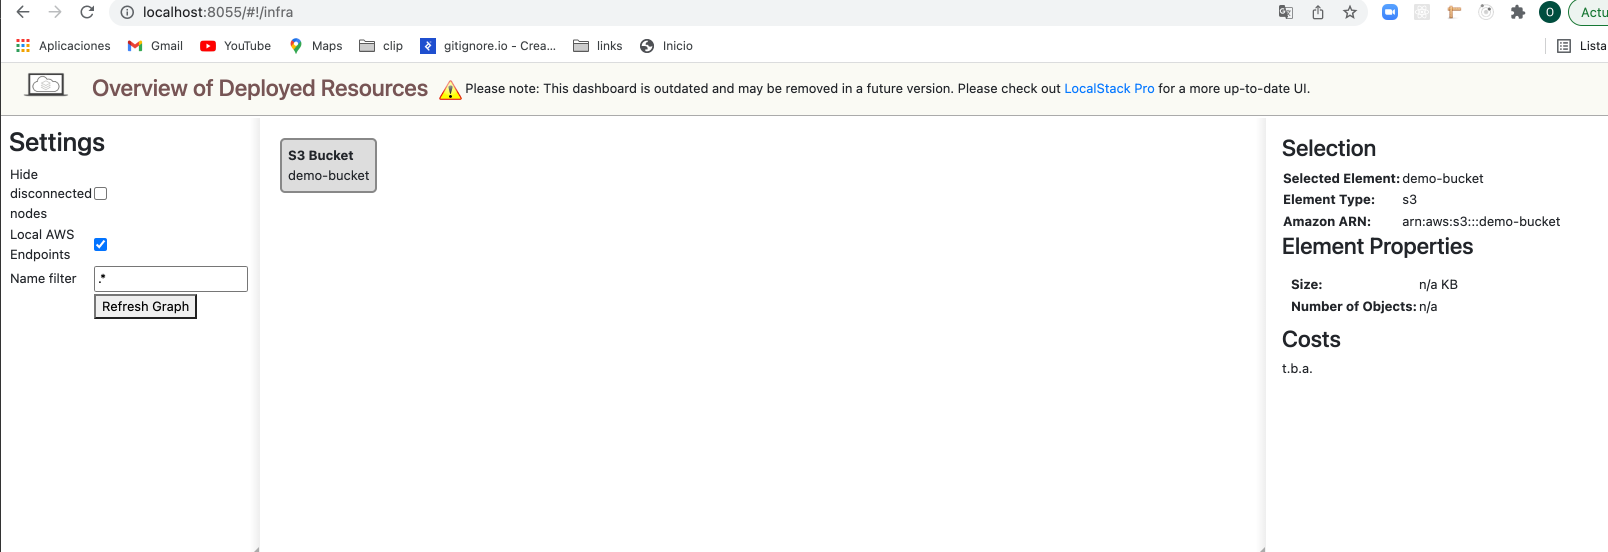 localhost:8055/#!/infra
O
Actu
Aplicaciones
Gmail
YouTube
Maps
clip
gitignore.io - Crea...
links
Inicio
Lista
Overview of Deployed Resources
Please note: This dashboard is outdated and may be removed in a future version. Please check out LocalStack Pro for a more up-to-date UI.
Settings
Hide
disconnected
nodes
Local AWS
Endpoints
Name filter
.*
Refresh Graph
S3 Bucket
demo-bucket
Selection
Selected Element: demo-bucket
Element Type: s3
Amazon ARN: arn:aws:s3:::demo-bucket
Element Properties
Size: n/a KB
Number of Objects: n/a
Costs
t.b.a.